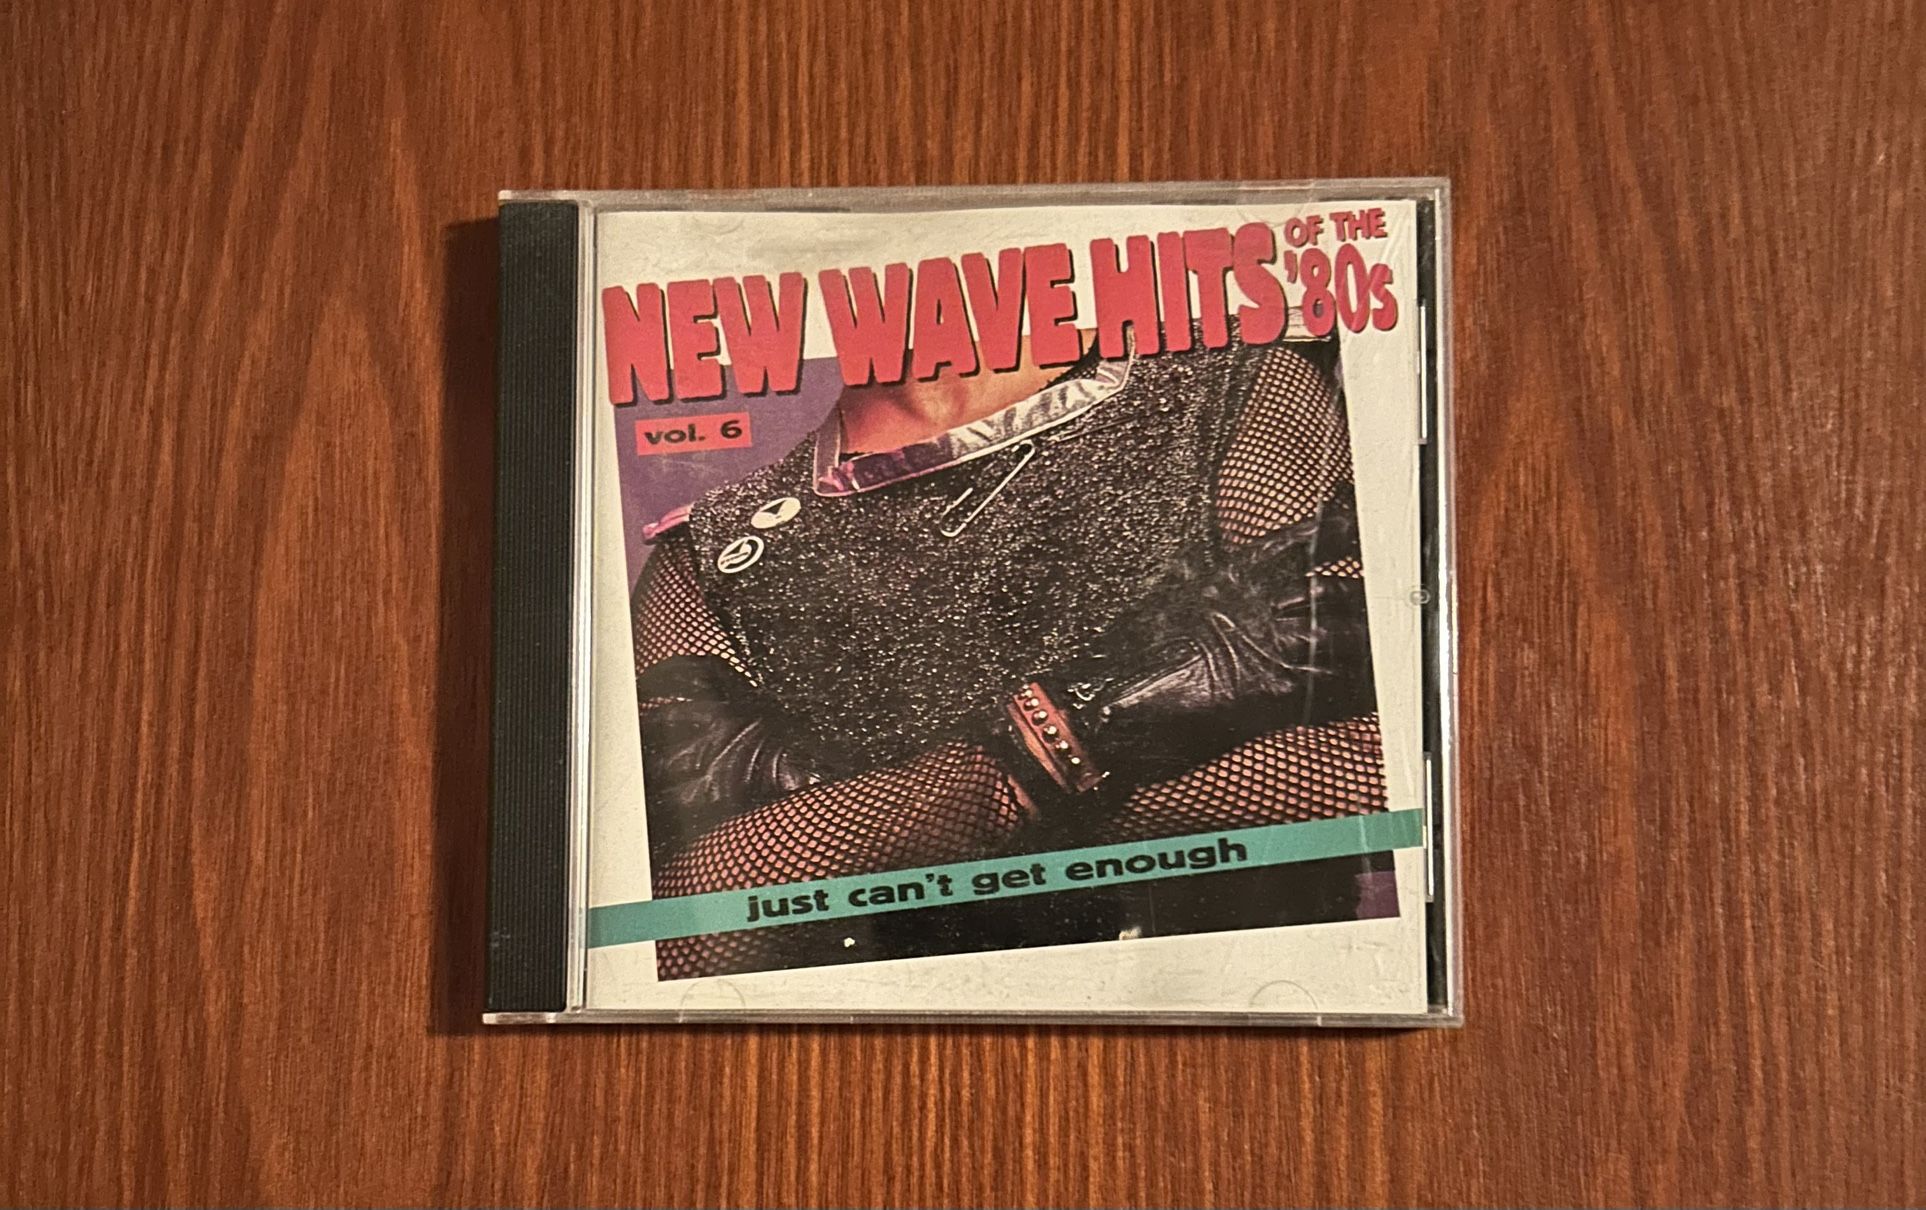 NEW WAVE HITS OF THE '80s
vol. 6
just can't get enough